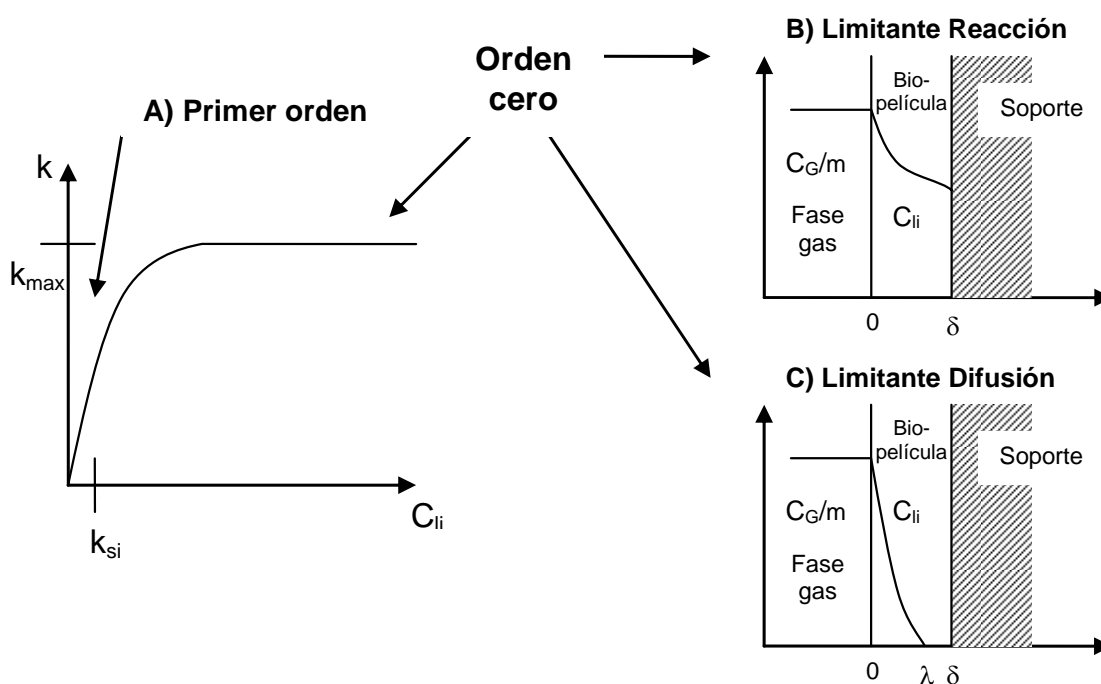 Orden
cero
A) Primer orden
k
k_max
k_si
C_li
B) Limitante Reacción
Bio-
película
Soporte
C_G/m
Fase
gas
C_li
0
δ
C) Limitante Difusión
Bio-
película
Soporte
C_G/m
C_li
Fase
gas
0
λ
δ